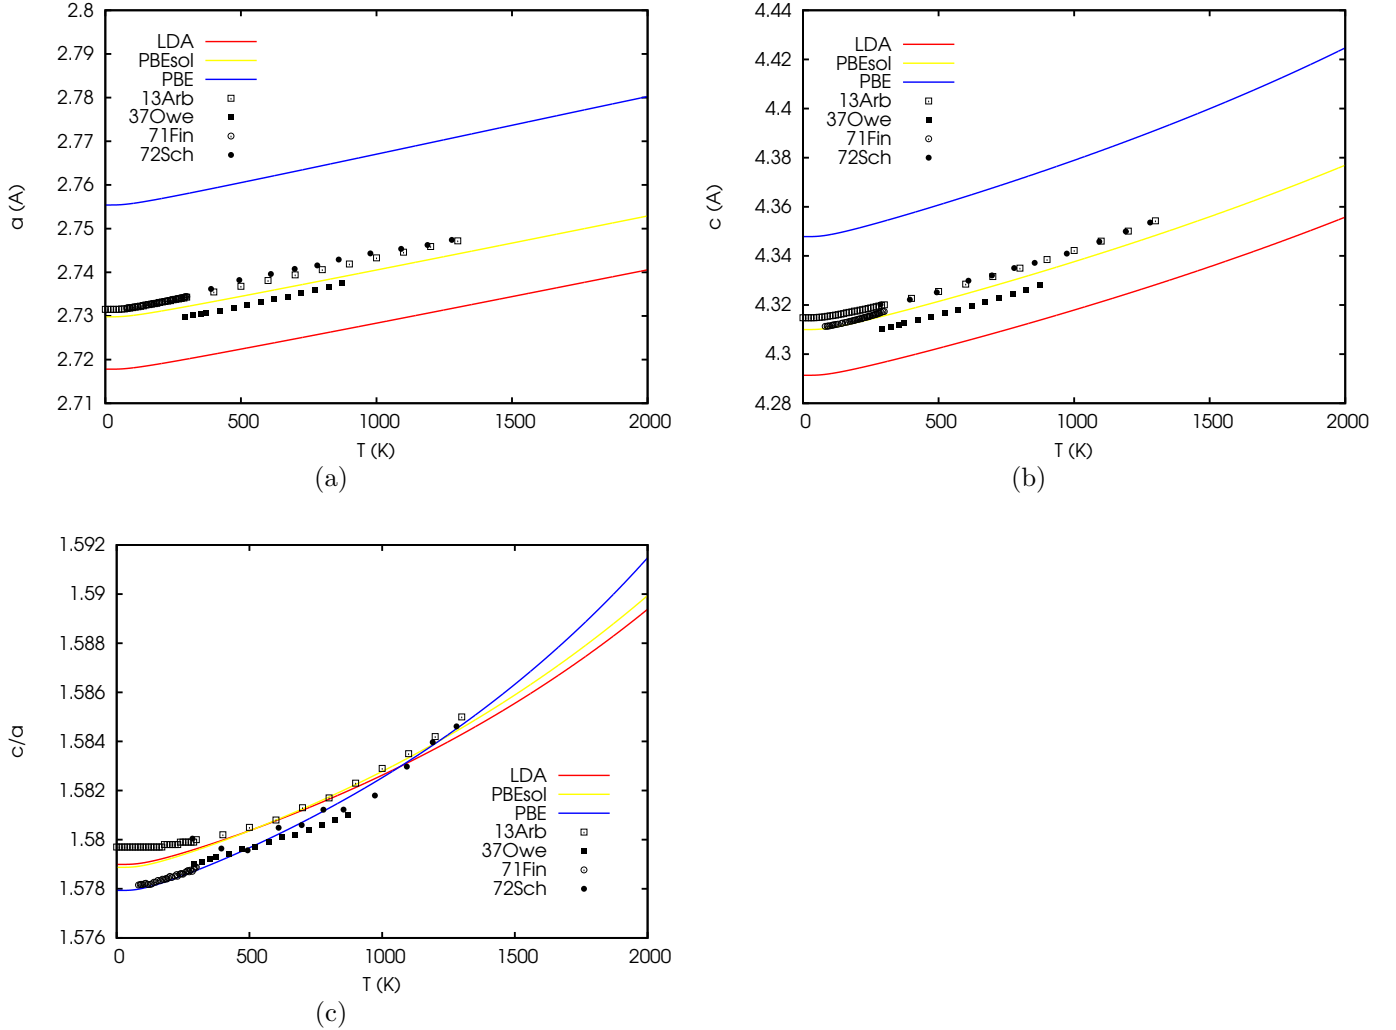 2.8
2.79
2.78
2.77
2.76
2.75
2.74
2.73
2.72
2.71
a (A)
LDA
PBEsol
PBE
13Arb
37Owe
71Fin
72Sch
0 500 1000 1500 2000
T (K)
(a)
4.44
4.42
4.4
4.38
4.36
4.34
4.32
4.3
4.28
c (A)
LDA
PBEsol
PBE
13Arb
37Owe
71Fin
72Sch
0 500 1000 1500 2000
T (K)
(b)
1.592
1.59
1.588
1.586
1.584
1.582
1.58
1.578
1.576
c/a
LDA
PBEsol
PBE
13Arb
37Owe
71Fin
72Sch
0 500 1000 1500 2000
T (K)
(c)